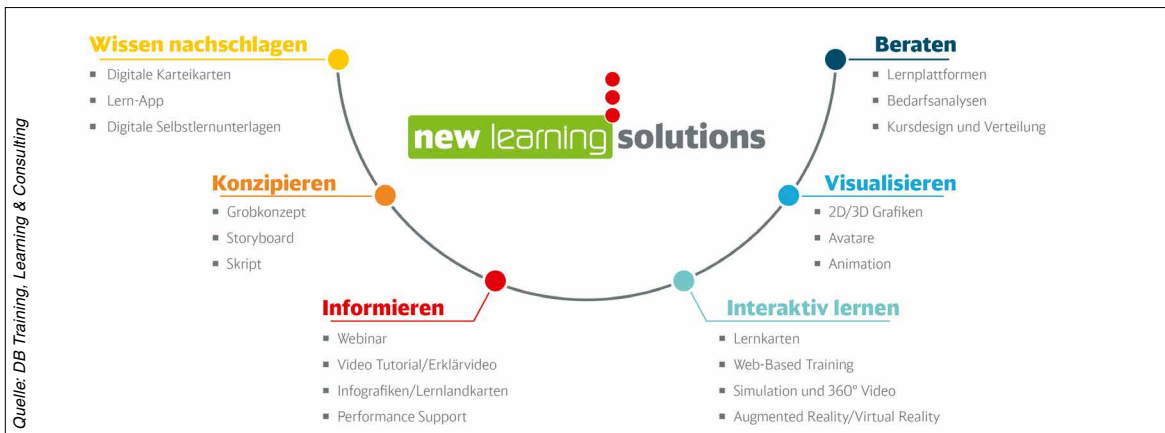 Wissen nachschlagen
Digitale Karteikarten
Lern-App
Digitale Selbstlernunterlagen
Konzipieren
Grobkonzept
Storyboard
Skript
Informieren
Webinar
Video Tutorial/Erklärvideo
Infografiken/Lernlandkarten
Performance Support
new learning solutions
Interaktiv lernen
Lernkarten
Web-Based Training
Simulation und 360° Video
Augmented Reality/Virtual Reality
Visualisieren
2D/3D Grafiken
Avatare
Animation
Beraten
Lernplattformen
Bedarfsanalysen
Kursdesign und Verteilung
Quelle: DB Training, Learning & Consulting